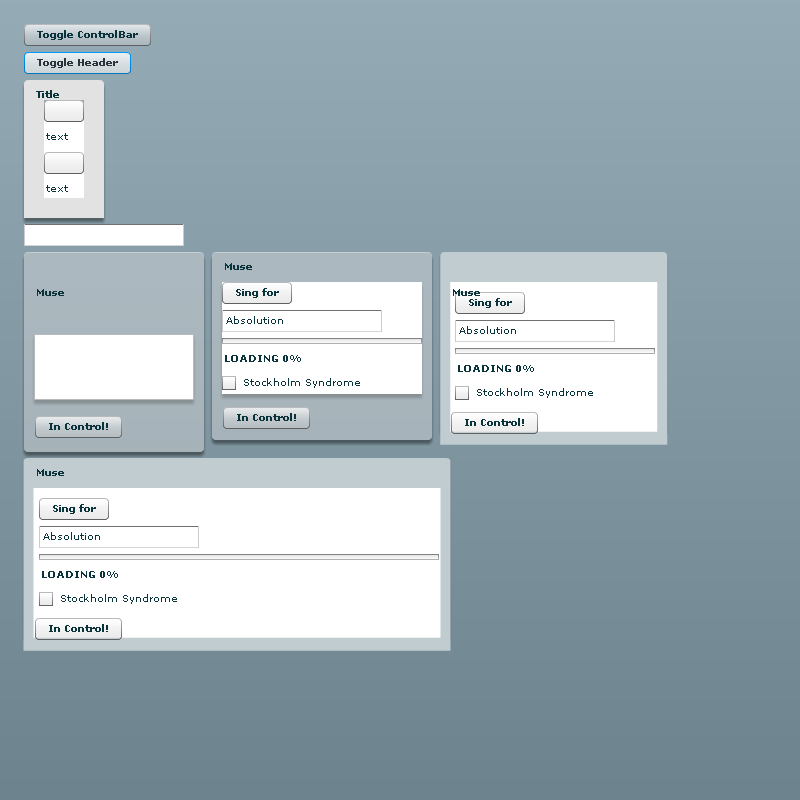 Toggle ControlBar
Toggle Header
Title
text
text
Muse
In Control!
Muse
Sing for
Absolution
LOADING 0%
Stockholm Syndrome
In Control!
Muse
Sing for
Absolution
LOADING 0%
Stockholm Syndrome
In Control!
Muse
Sing for
Absolution
LOADING 0%
Stockholm Syndrome
In Control!